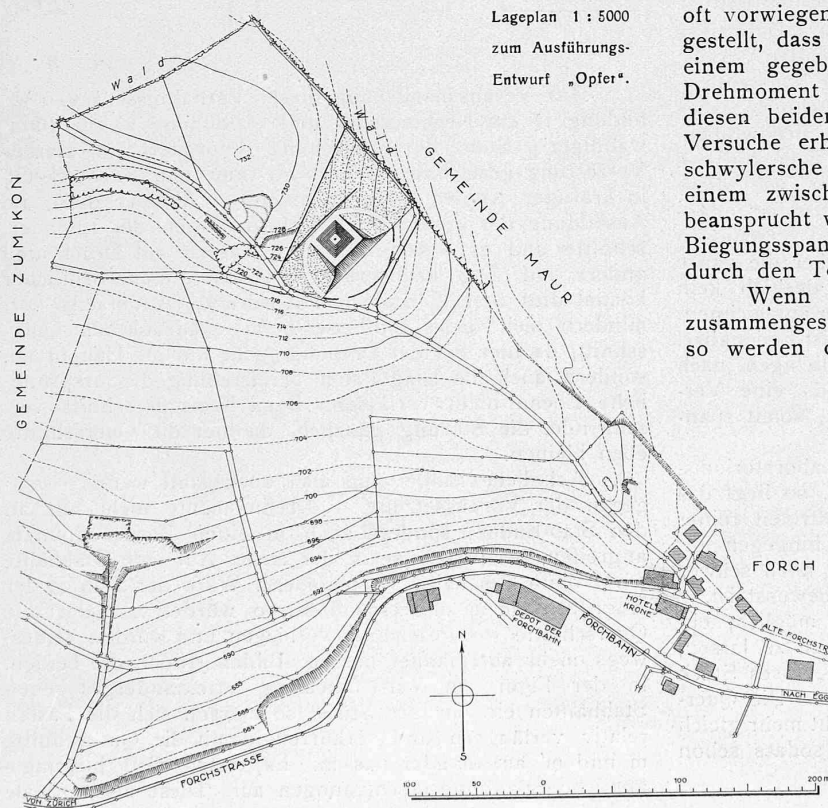 Lageplan 1 : 5000
zum Ausführungs-
Entwurf „Opfer“.
oft vorwiegen
gestellt, dass
einem gegeb
Drehmoment
diesen beider
Versuche erh
schwylersche
einem zwisch
beansprucht w
Biegungsspan
durch den To
Wenn
zusammenges
so werden d
Wald
Wald
GEMEINDE MAUR
GEMEINDE ZUMIKON
732
730
728
726
724
722
720
718
716
714
712
710
708
706
704
702
700
698
696
694
692
690
686
684
FORCH
HOTEL KRONE
DEPOT DER FORCHBAHN
FORCHBAHN
ALTE FORCHSTR
NACH EGG
FORCHSTRASSE
VON ZÜRICH
N
S
100 50 0 100 200 m